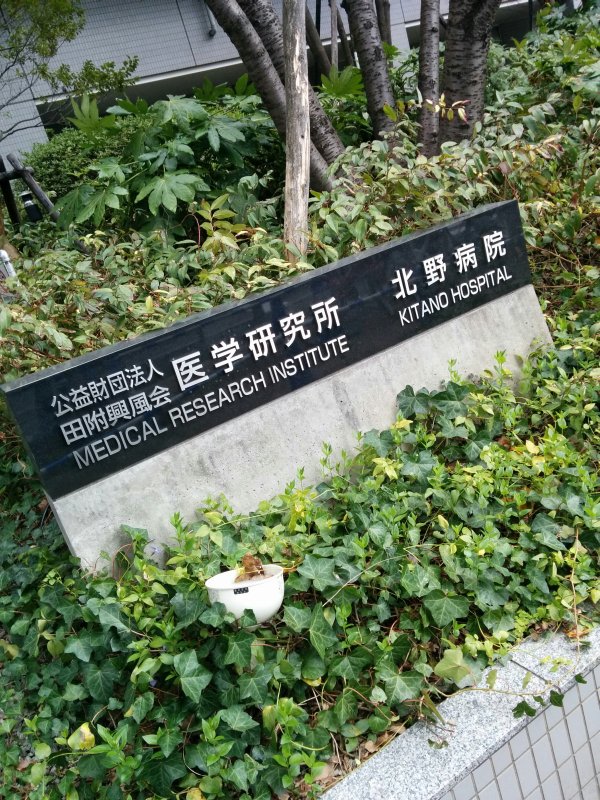 公益財団法人
田附興風会
医学研究所
MEDICAL RESEARCH INSTITUTE
北野病院
KITANO HOSPITAL